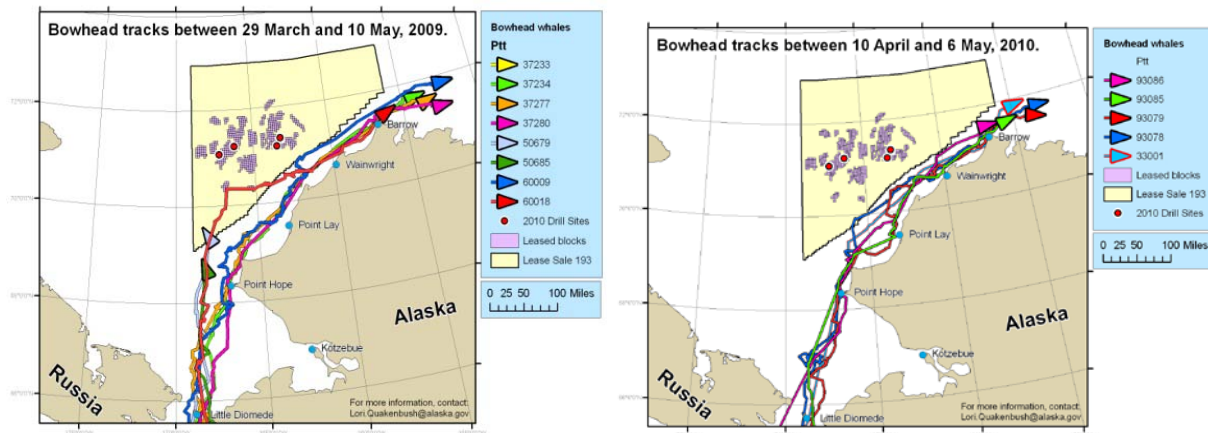 Bowhead tracks between 29 March and 10 May, 2009.
Barrow
Wainwright
Point Lay
Point Hope
Alaska
Kotzebue
Russia
Little Diomede
For more information, contact:
Lori.Quakenbush@alaska.gov
Bowhead whales
Ptt
37233
37234
37277
37280
50679
50685
60009
60018
2010 Drill Sites
Leased blocks
Lease Sale 193
0 25 50 100 Miles
Bowhead tracks between 10 April and 6 May, 2010.
Barrow
Wainwright
Point Lay
Point Hope
Alaska
Kotzebue
Russia
Little Diomede
For more information, contact:
Lori.Quakenbush@alaska.gov
Bowhead whales
Ptt
93086
93085
93079
93078
33001
Leased blocks
Lease Sale 193
2010 Drill Sites
0 25 50 100 Miles